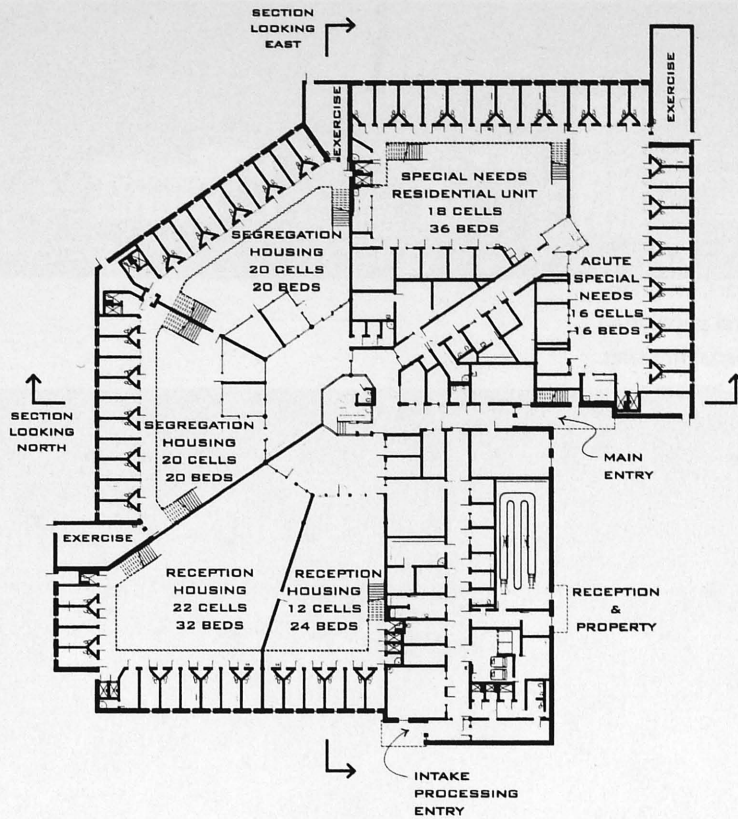 SECTION
LOOKING
EAST
EXERCISE
EXERCISE
SPECIAL NEEDS
RESIDENTIAL UNIT
18 CELLS
36 BEDS
SEGREGATION
HOUSING
20 CELLS
20 BEDS
ACUTE
SPECIAL
NEEDS
16 CELLS
16 BEDS
SECTION
LOOKING
NORTH
SEGREGATION
HOUSING
20 CELLS
20 BEDS
MAIN
ENTRY
EXERCISE
RECEPTION
HOUSING
22 CELLS
32 BEDS
RECEPTION
HOUSING
12 CELLS
24 BEDS
RECEPTION
&
PROPERTY
INTAKE
PROCESSING
ENTRY